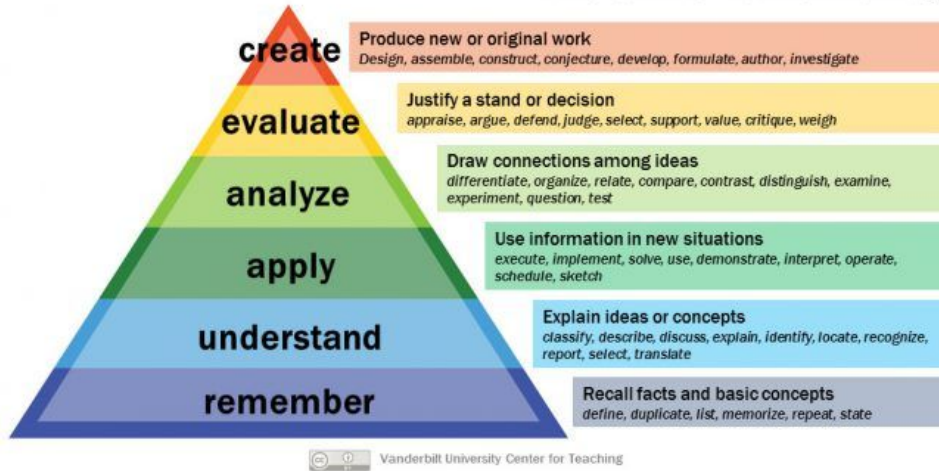 create
Produce new or original work
Design, assemble, construct, conjecture, develop, formulate, author, investigate
evaluate
Justify a stand or decision
appraise, argue, defend, judge, select, support, value, critique, weigh
analyze
Draw connections among ideas
differentiate, organize, relate, compare, contrast, distinguish, examine,
experiment, question, test
apply
Use information in new situations
execute, implement, solve, use, demonstrate, interpret, operate,
schedule, sketch
understand
Explain ideas or concepts
classify, describe, discuss, explain, identify, locate, recognize,
report, select, translate
remember
Recall facts and basic concepts
define, duplicate, list, memorize, repeat, state
cc
Vanderbilt University Center for Teaching